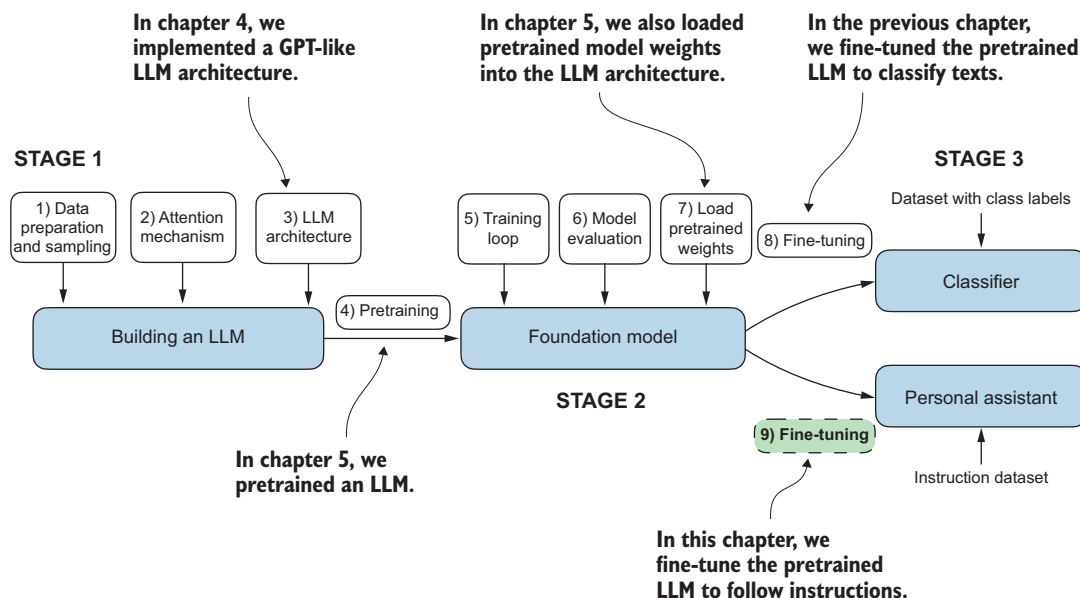 In chapter 4, we
implemented a GPT-like
LLM architecture.
In chapter 5, we also loaded
pretrained model weights
into the LLM architecture.
In the previous chapter,
we fine-tuned the pretrained
LLM to classify texts.
STAGE 1
STAGE 3
1) Data
preparation
and sampling
2) Attention
mechanism
3) LLM
architecture
5) Training
loop
6) Model
evaluation
7) Load
pretrained
weights
8) Fine-tuning
Dataset with class labels
4) Pretraining
Building an LLM
Foundation model
Classifier
STAGE 2
Personal assistant
9) Fine-tuning
Instruction dataset
In chapter 5, we
pretrained an LLM.
In this chapter, we
fine-tune the pretrained
LLM to follow instructions.